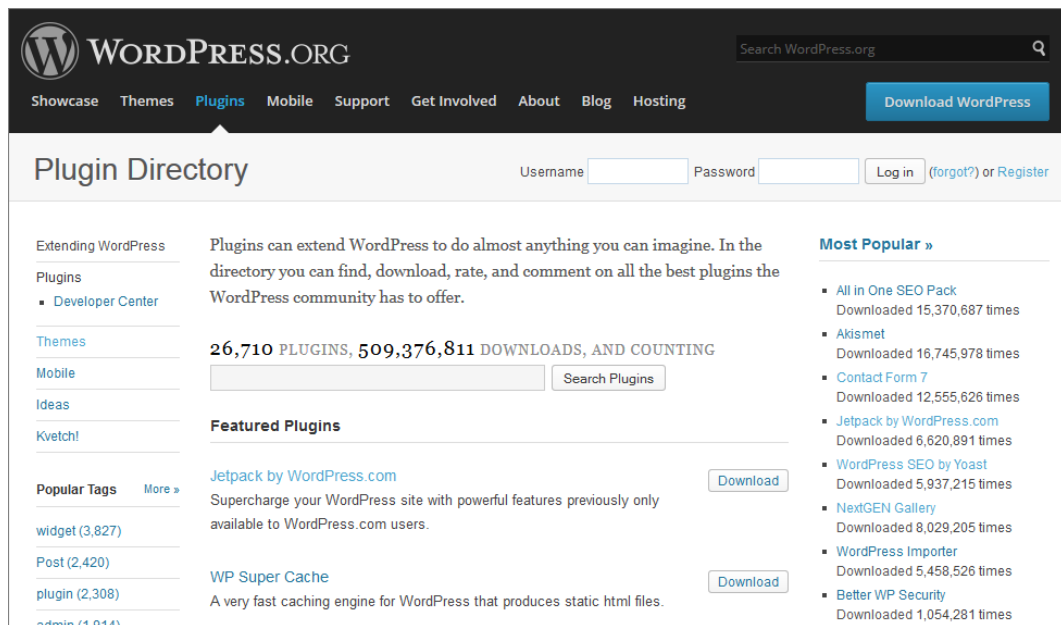 WORDPRESS.ORG
Search WordPress.org
Showcase Themes Plugins Mobile Support Get Involved About Blog Hosting
Download WordPress
Plugin Directory
Username Password Log in (forgot?) or Register
Extending WordPress
Plugins
Developer Center
Themes
Mobile
Ideas
Kvetch!
Popular Tags More »
widget (3,827)
Post (2,420)
plugin (2,308)
admin (1,914)
Plugins can extend WordPress to do almost anything you can imagine. In the
directory you can find, download, rate, and comment on all the best plugins the
WordPress community has to offer.
26,710 PLUGINS, 509,376,811 DOWNLOADS, AND COUNTING
Search Plugins
Featured Plugins
Jetpack by WordPress.com
Download
Supercharge your WordPress site with powerful features previously only
available to WordPress.com users.
WP Super Cache
Download
A very fast caching engine for WordPress that produces static html files.
Most Popular »
All in One SEO Pack
Downloaded 15,370,687 times
Akismet
Downloaded 16,745,978 times
Contact Form 7
Downloaded 12,555,626 times
Jetpack by WordPress.com
Downloaded 6,620,891 times
WordPress SEO by Yoast
Downloaded 5,937,215 times
NextGEN Gallery
Downloaded 8,029,205 times
WordPress Importer
Downloaded 5,458,526 times
Better WP Security
Downloaded 1,054,281 times